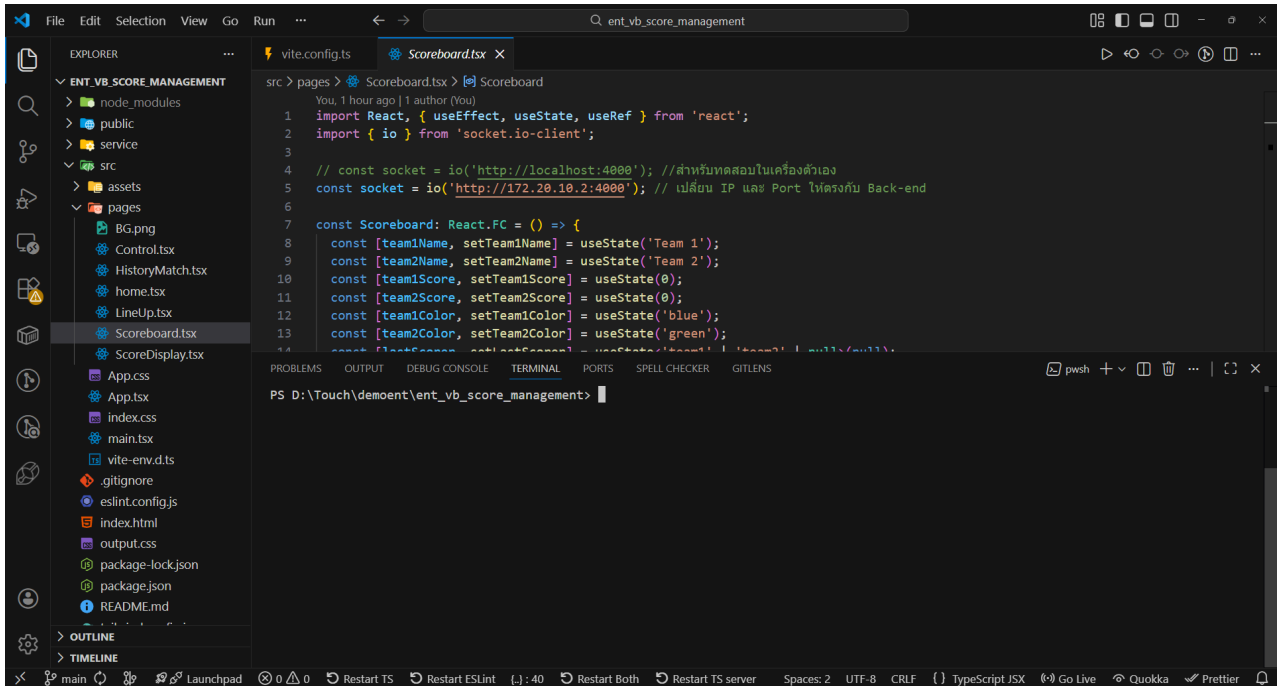 File Edit Selection View Go Run ··· ent_vb_score_management
EXPLORER ···
ENT_VB_SCORE_MANAGEMENT
node_modules
public
service
src
assets
pages
BG.png
Control.tsx
HistoryMatch.tsx
home.tsx
LineUp.tsx
Scoreboard.tsx
ScoreDisplay.tsx
App.css
App.tsx
index.css
main.tsx
vite-env.d.ts
.gitignore
eslint.config.js
index.html
output.css
package-lock.json
package.json
README.md
OUTLINE
TIMELINE
vite.config.ts Scoreboard.tsx
src > pages > Scoreboard.tsx > Scoreboard
You, 1 hour ago | 1 author (You)
1 import React, { useEffect, useState, useRef } from 'react';
2 import { io } from 'socket.io-client';
3
4 // const socket = io('http://localhost:4000'); //สำหรับทดสอบในเครื่องตัวเอง
5 const socket = io('http://172.20.10.2:4000'); // เปลี่ยน IP และ Port ให้ตรงกับ Back-end
6
7 const Scoreboard: React.FC = () => {
8 const [team1Name, setTeam1Name] = useState('Team 1');
9 const [team2Name, setTeam2Name] = useState('Team 2');
10 const [team1Score, setTeam1Score] = useState(0);
11 const [team2Score, setTeam2Score] = useState(0);
12 const [team1Color, setTeam1Color] = useState('blue');
13 const [team2Color, setTeam2Color] = useState('green');
14 const [lastScorer, setLastScorer] = useState<'team1' | 'team2' | null>(null);
PROBLEMS OUTPUT DEBUG CONSOLE TERMINAL PORTS SPELL CHECKER GITLENS pwsh
PS D:\Touch\demoent\ent_vb_score_management>
main Launchpad 0 0 Restart TS Restart ESLint {..} : 40 Restart Both Restart TS server Spaces: 2 UTF-8 CRLF { } TypeScript JSX Go Live Quokka Prettier